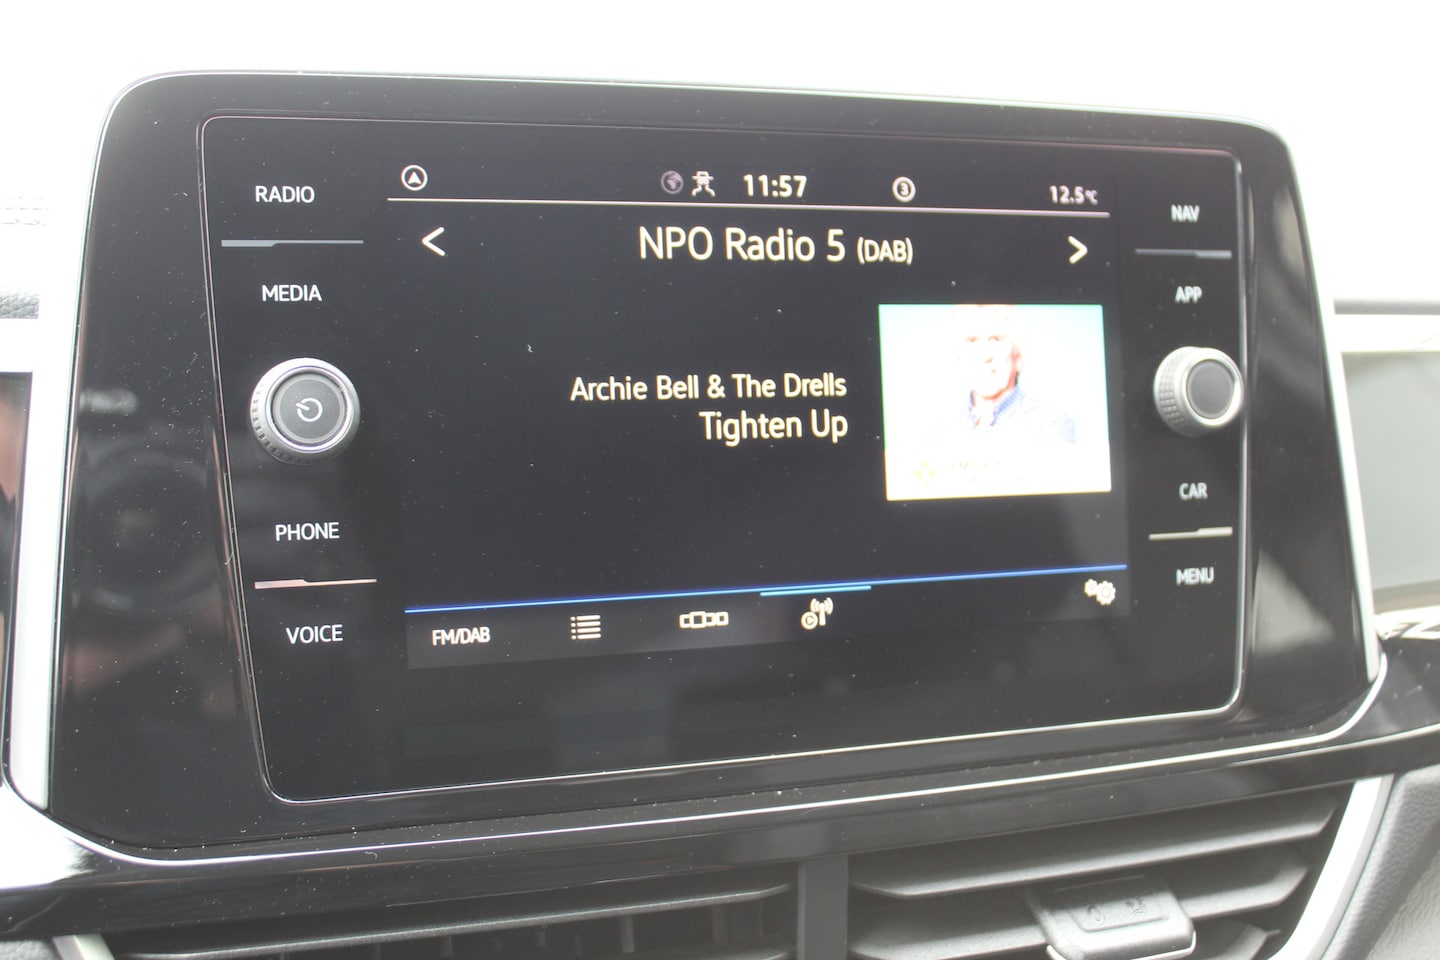 RADIO
MEDIA
PHONE
VOICE
11:57
3
12.5°C
<
NPO Radio 5 (DAB)
>
Archie Bell & The Drells
Tighten Up
FM/DAB
NAV
APP
CAR
MENU